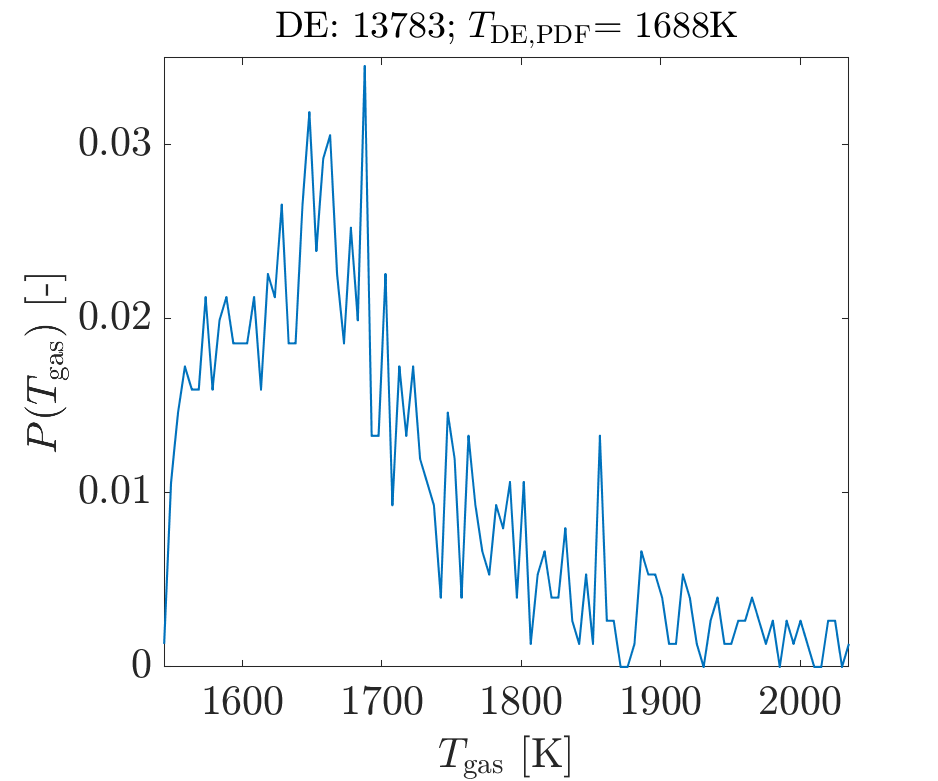 DE: 13783; T_DE,PDF= 1688K
0.03
0.02
0.01
0
P(T_gas) [-]
1600 1700 1800 1900 2000
T_gas [K]